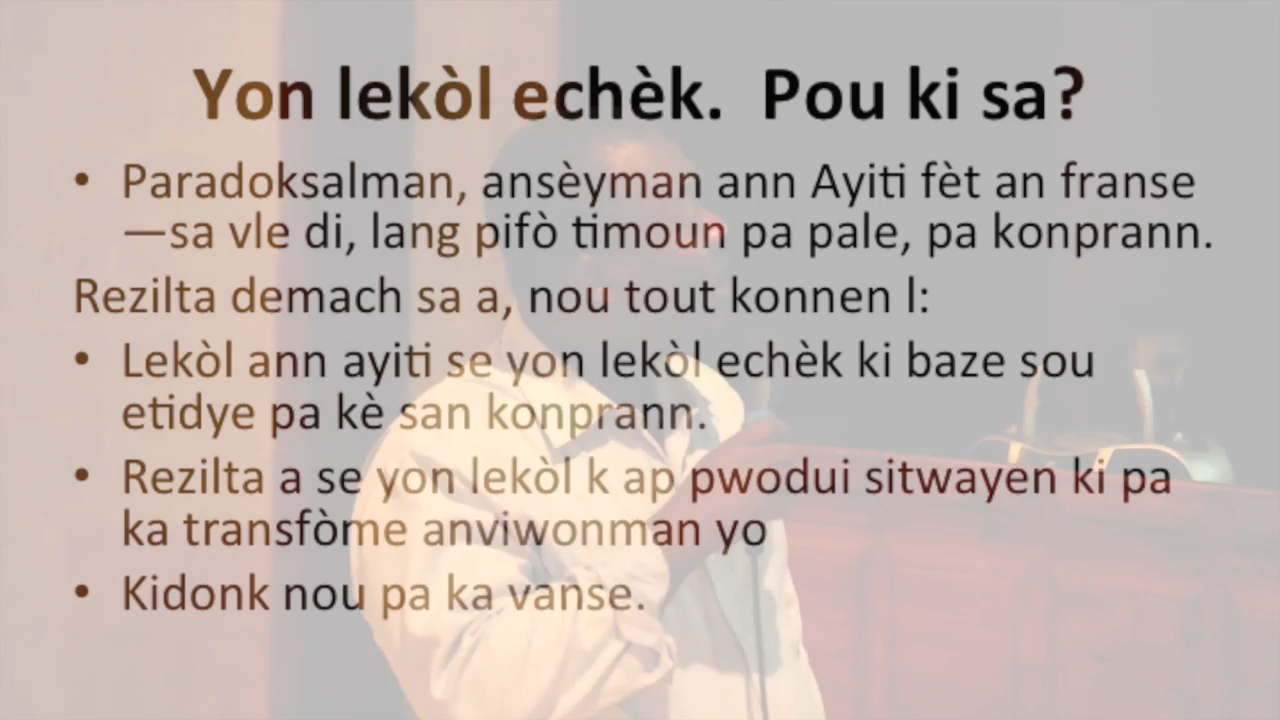 Yon lekòl echèk. Pou ki sa?
• Paradoksalman, ansèyman ann Ayiti fèt an franse
—sa vle di, lang pifò timoun pa pale, pa konprann.
Rezilta demach sa a, nou tout konnen l:
• Lekòl ann ayiti se yon lekòl echèk ki baze sou
etidye pa kè san konprann.
• Rezilta a se yon lekòl k ap pwodui sitwayen ki pa
ka transfòme anviwonman yo
• Kidonk nou pa ka vanse.